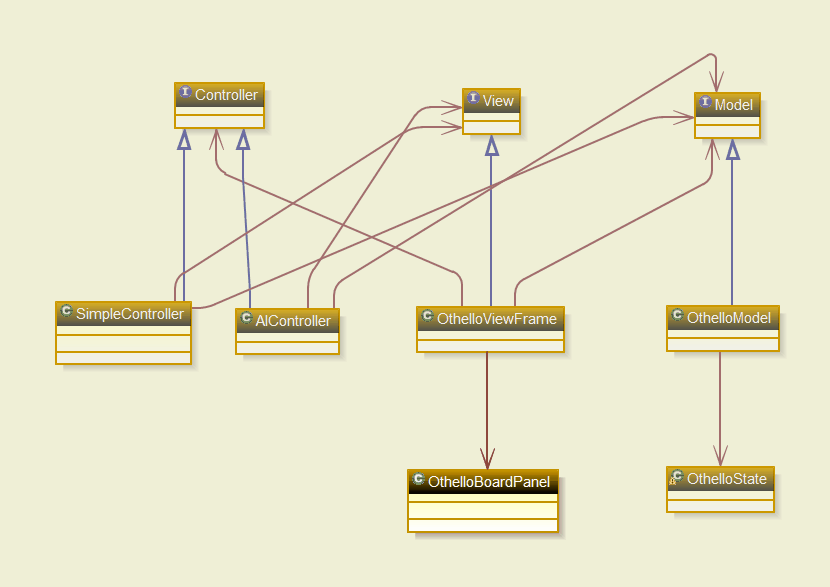 Controller
View
Model
SimpleController
AIController
OthelloViewFrame
OthelloModel
OthelloBoardPanel
OthelloState